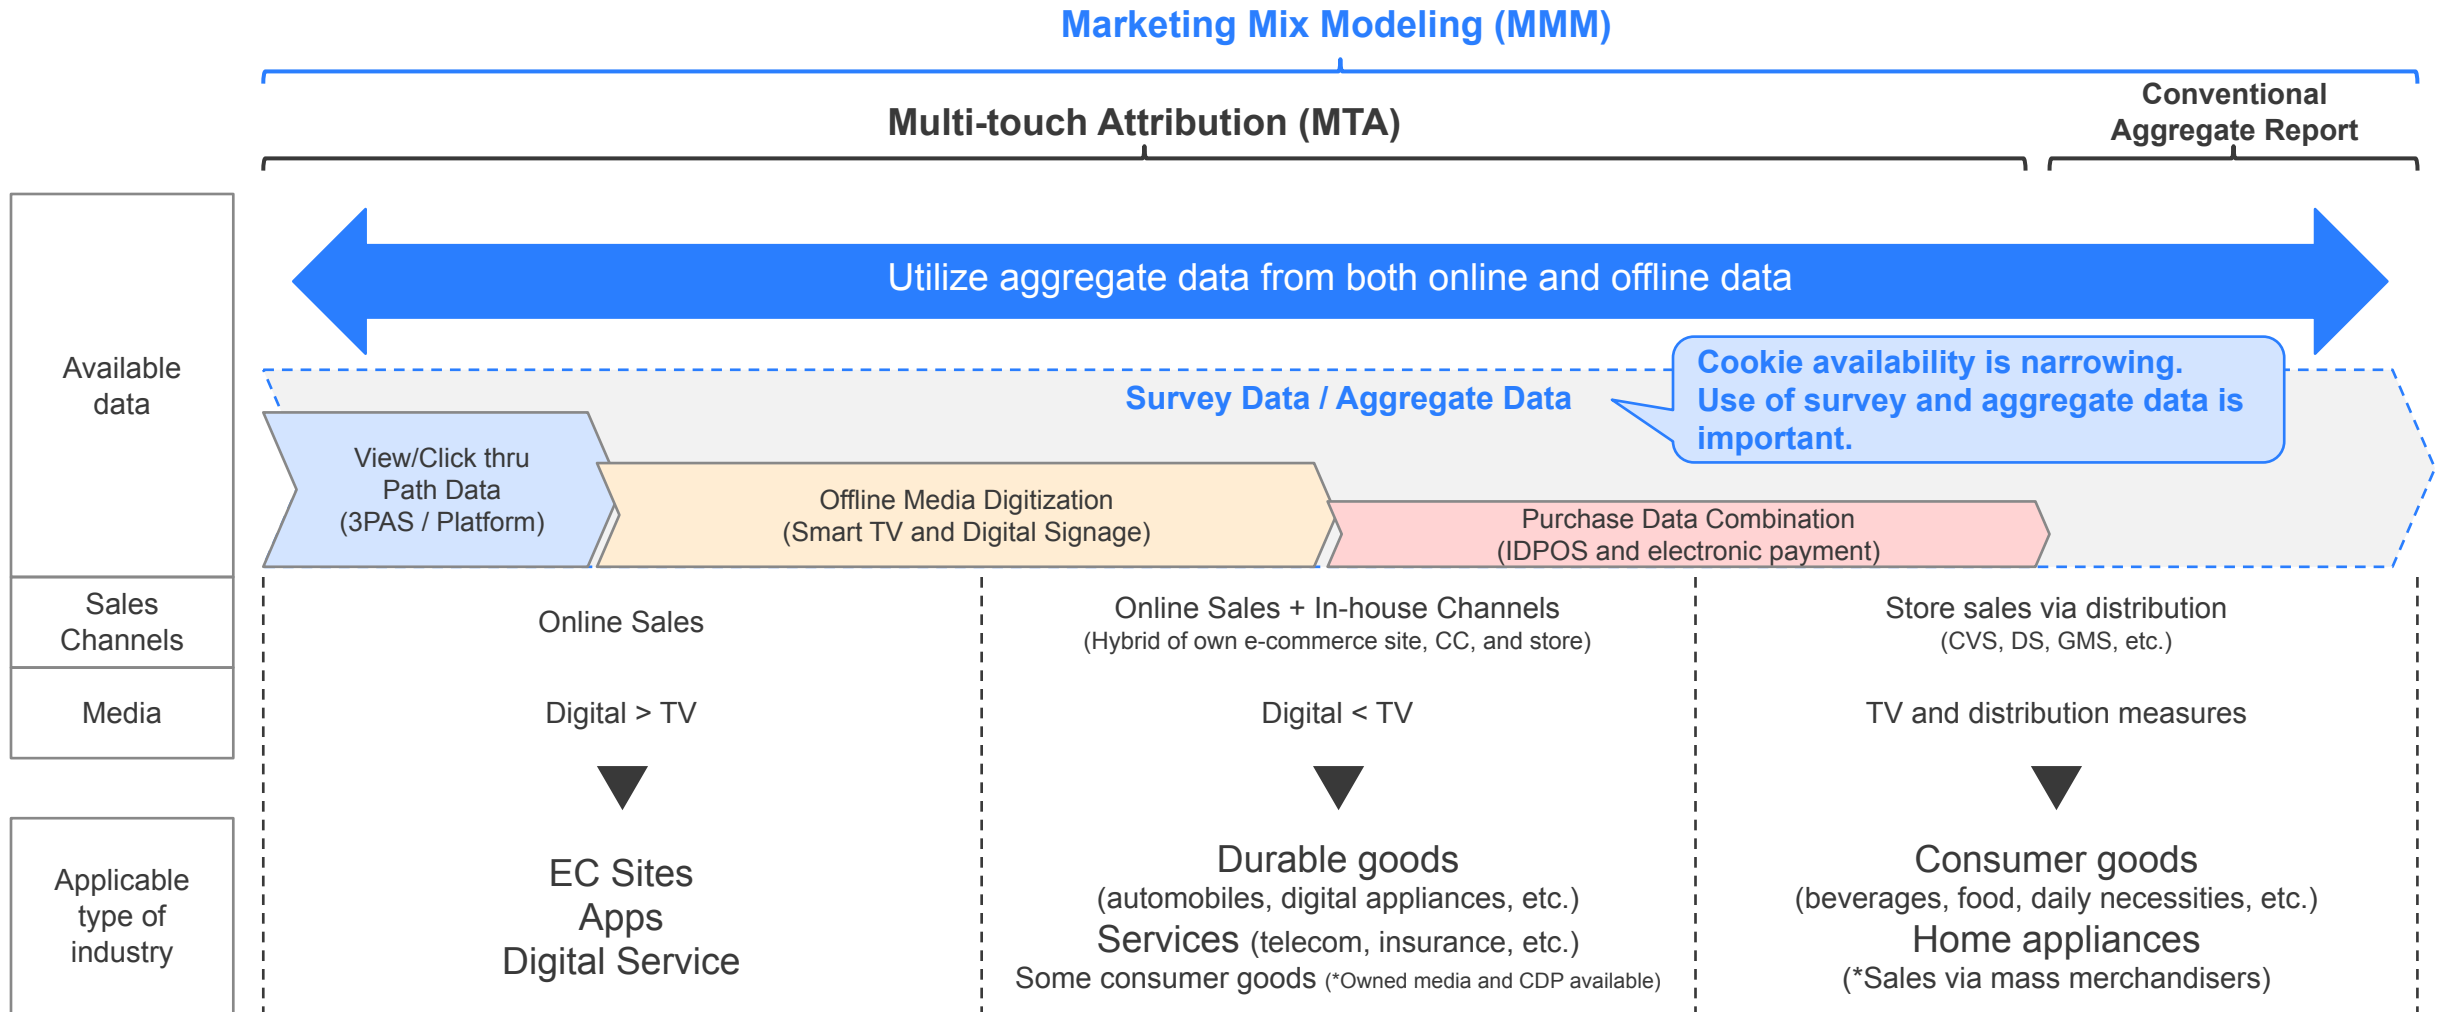 Marketing Mix Modeling (MMM)
Multi-touch Attribution (MTA)
Conventional
Aggregate Report
Available
data
Utilize aggregate data from both online and offline data
Survey Data / Aggregate Data
Cookie availability is narrowing.
Use of survey and aggregate data is
important.
View/Click thru
Path Data
(3PAS / Platform)
Offline Media Digitization
(Smart TV and Digital Signage)
Purchase Data Combination
(IDPOS and electronic payment)
Sales
Channels
Online Sales
Online Sales + In-house Channels
(Hybrid of own e-commerce site, CC, and store)
Store sales via distribution
(CVS, DS, GMS, etc.)
Media
Digital > TV
Digital < TV
TV and distribution measures
Applicable
type of
industry
EC Sites
Apps
Digital Service
Durable goods
(automobiles, digital appliances, etc.)
Services (telecom, insurance, etc.)
Some consumer goods (*Owned media and CDP available)
Consumer goods
(beverages, food, daily necessities, etc.)
Home appliances
(*Sales via mass merchandisers)